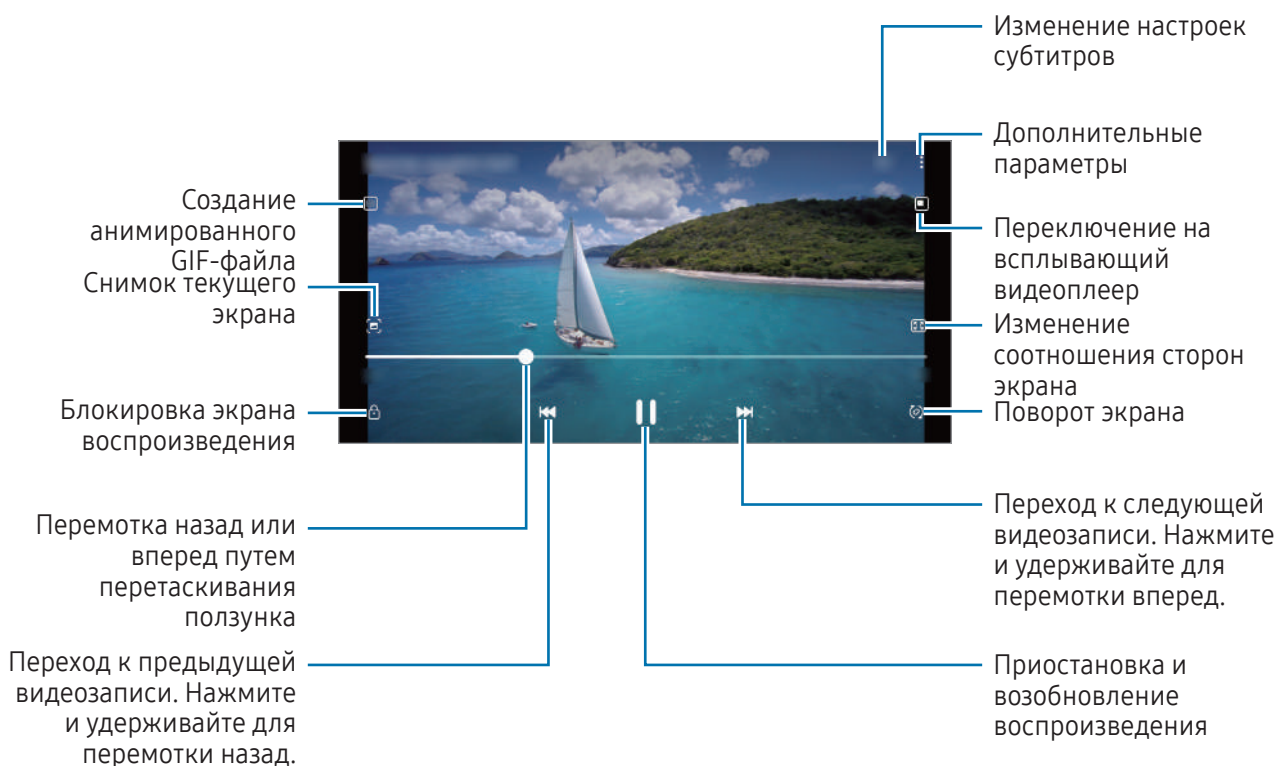 Изменение настроек
субтитров
Дополнительные
параметры
Переключение на
всплывающий
видеоплеер
Изменение
соотношения сторон
экрана
Поворот экрана
Переход к следующей
видеозаписи. Нажмите
и удерживайте для
перемотки вперед.
Приостановка и
возобновление
воспроизведения
Создание
анимированного
GIF-файла
Снимок текущего
экрана
Блокировка экрана
воспроизведения
Перемотка назад или
вперед путем
перетаскивания
ползунка
Переход к предыдущей
видеозаписи. Нажмите
и удерживайте для
перемотки назад.